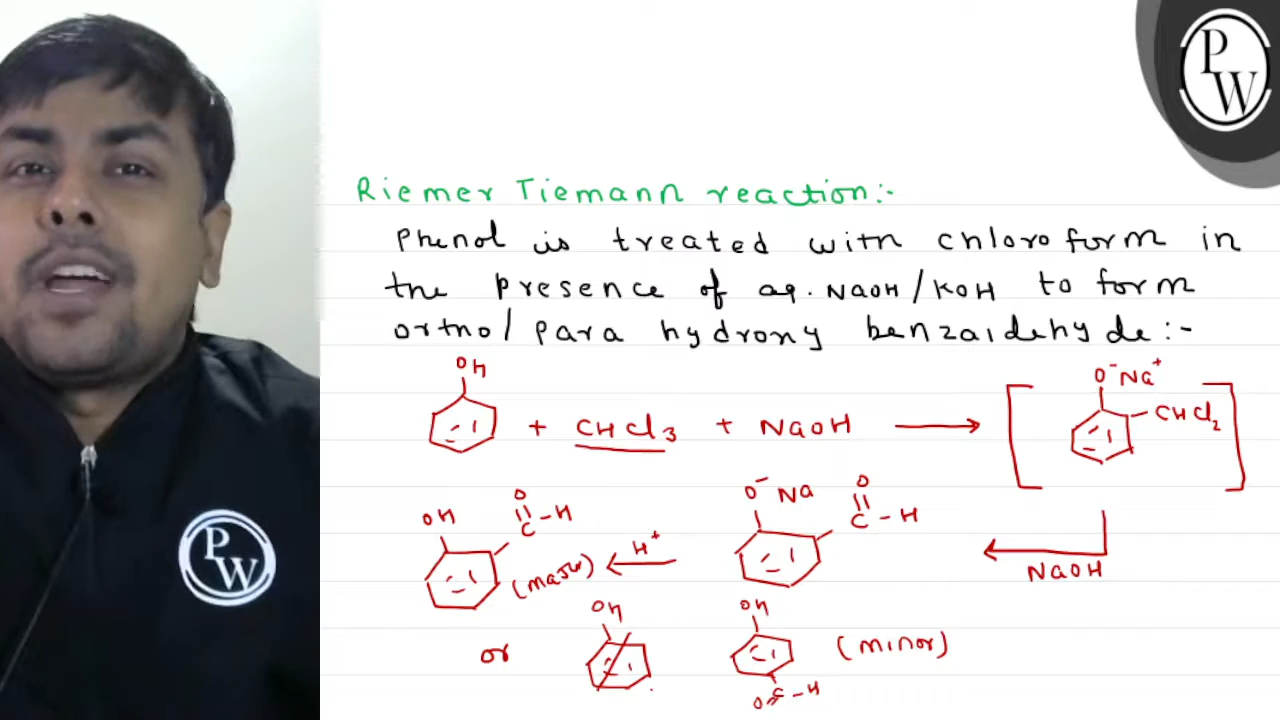 PW
Riemer Tiemann reaction:-
Phenol is treated with chloroform in
the presence of aq. NaOH/KOH to form
ortho/para hydroxy benzaldehyde:-
OH
+ CHCl3 + NaOH
O- Na+
CHCl2
OH
O
C-H
(major)
H+
O- Na
O
C-H
NaOH
or
OH
OH
O=C-H
(minor)
PW